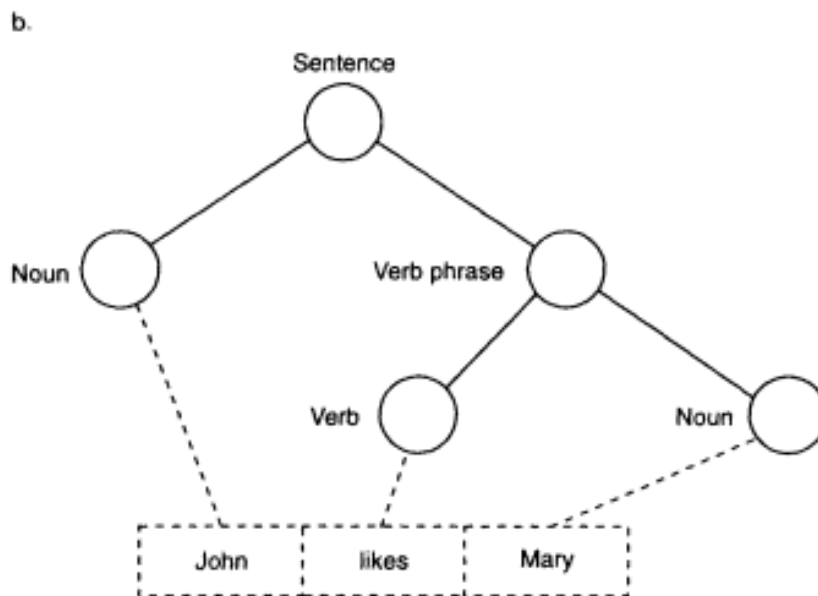 b.
Sentence
Noun
Verb phrase
Verb
Noun
John
likes
Mary